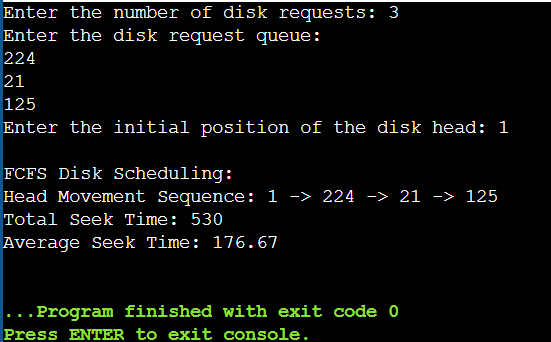 Enter the number of disk requests: 3
Enter the disk request queue:
224
21
125
Enter the initial position of the disk head: 1
FCFS Disk Scheduling:
Head Movement Sequence: 1 -> 224 -> 21 -> 125
Total Seek Time: 530
Average Seek Time: 176.67
...Program finished with exit code 0
Press ENTER to exit console.